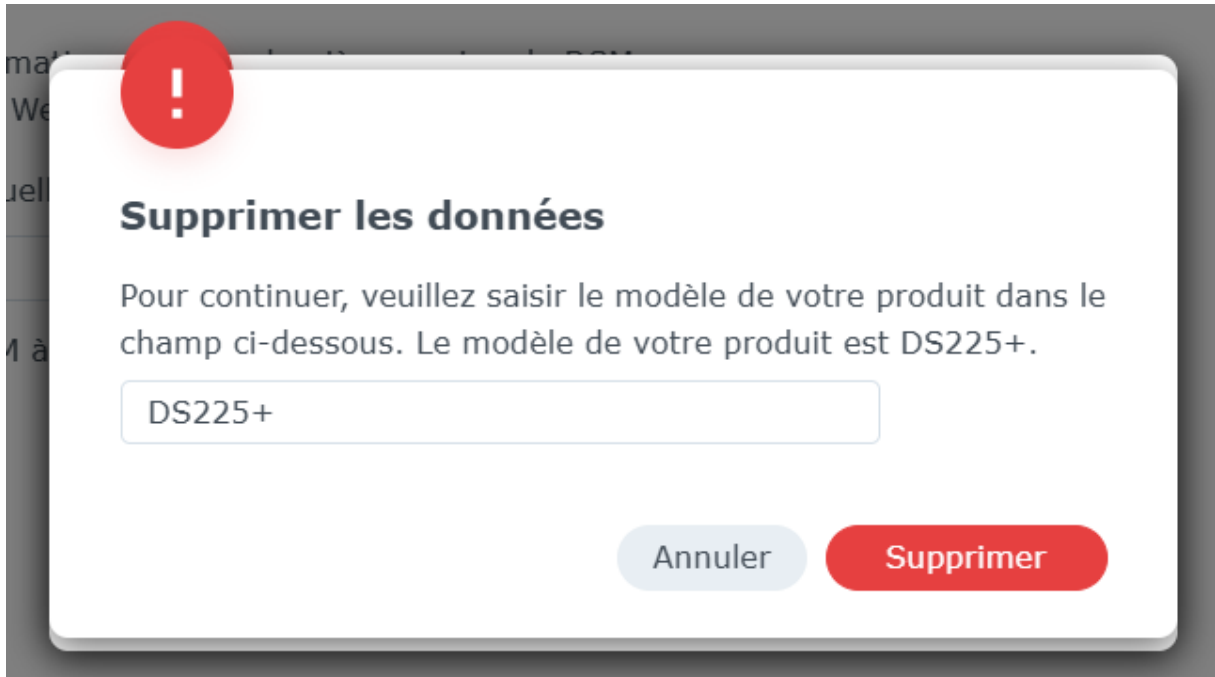 !
Supprimer les données
Pour continuer, veuillez saisir le modèle de votre produit dans le
champ ci-dessous. Le modèle de votre produit est DS225+.
DS225+
Annuler
Supprimer